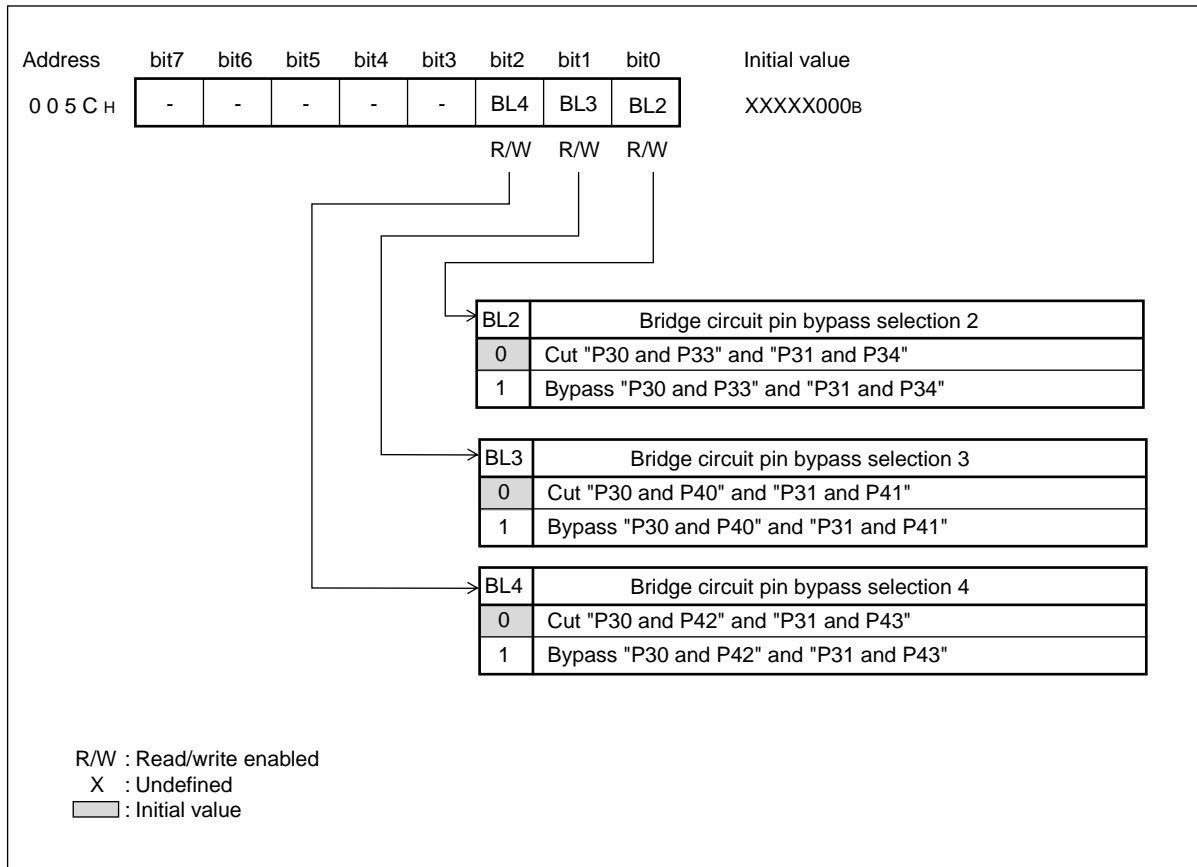 Address bit7 bit6 bit5 bit4 bit3 bit2 bit1 bit0 Initial value
005CH - - - - - BL4 BL3 BL2 XXXXX000B
R/W R/W R/W
BL2 Bridge circuit pin bypass selection 2
0 Cut "P30 and P33" and "P31 and P34"
1 Bypass "P30 and P33" and "P31 and P34"
BL3 Bridge circuit pin bypass selection 3
0 Cut "P30 and P40" and "P31 and P41"
1 Bypass "P30 and P40" and "P31 and P41"
BL4 Bridge circuit pin bypass selection 4
0 Cut "P30 and P42" and "P31 and P43"
1 Bypass "P30 and P42" and "P31 and P43"
R/W : Read/write enabled
X : Undefined
: Initial value